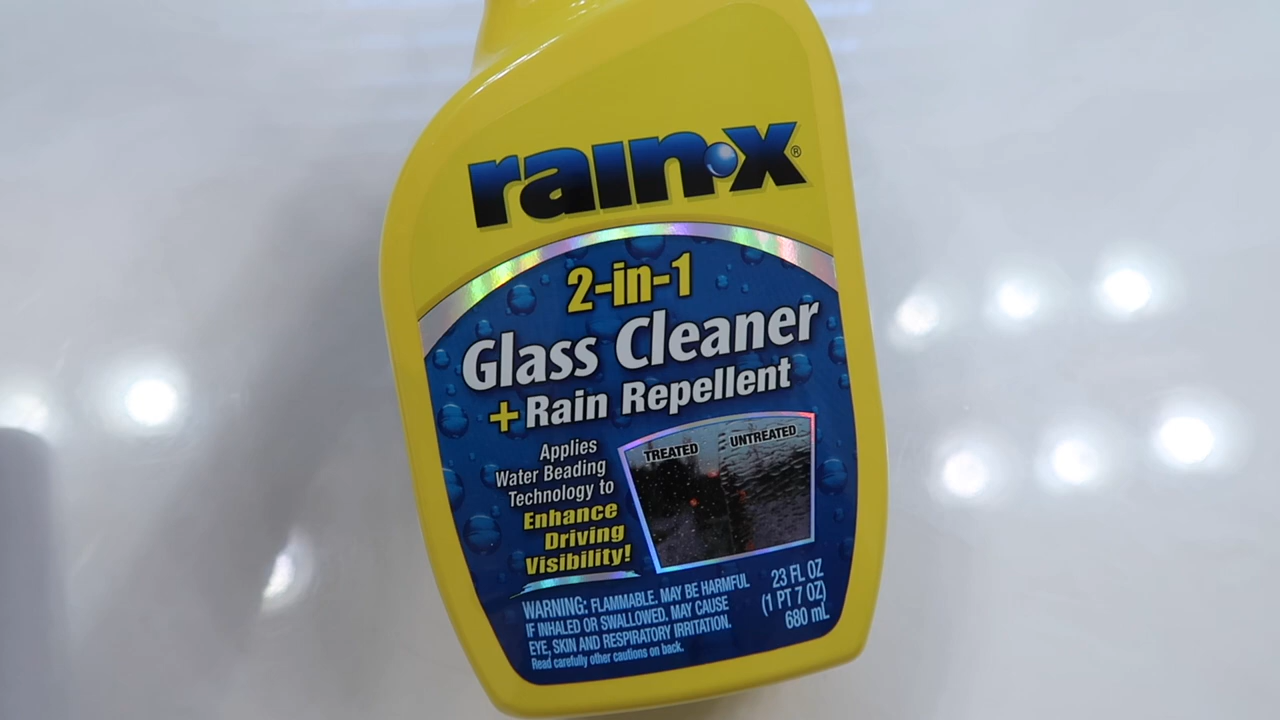 rain·x®
2-in-1
Glass Cleaner
+Rain Repellent
Applies
Water Beading
Technology to
Enhance
Driving
Visibility!
TREATED
UNTREATED
WARNING: FLAMMABLE. MAY BE HARMFUL
IF INHALED OR SWALLOWED. MAY CAUSE
EYE, SKIN AND RESPIRATORY IRRITATION.
Read carefully other cautions on back.
23 FL OZ
(1 PT 7 OZ)
680 mL